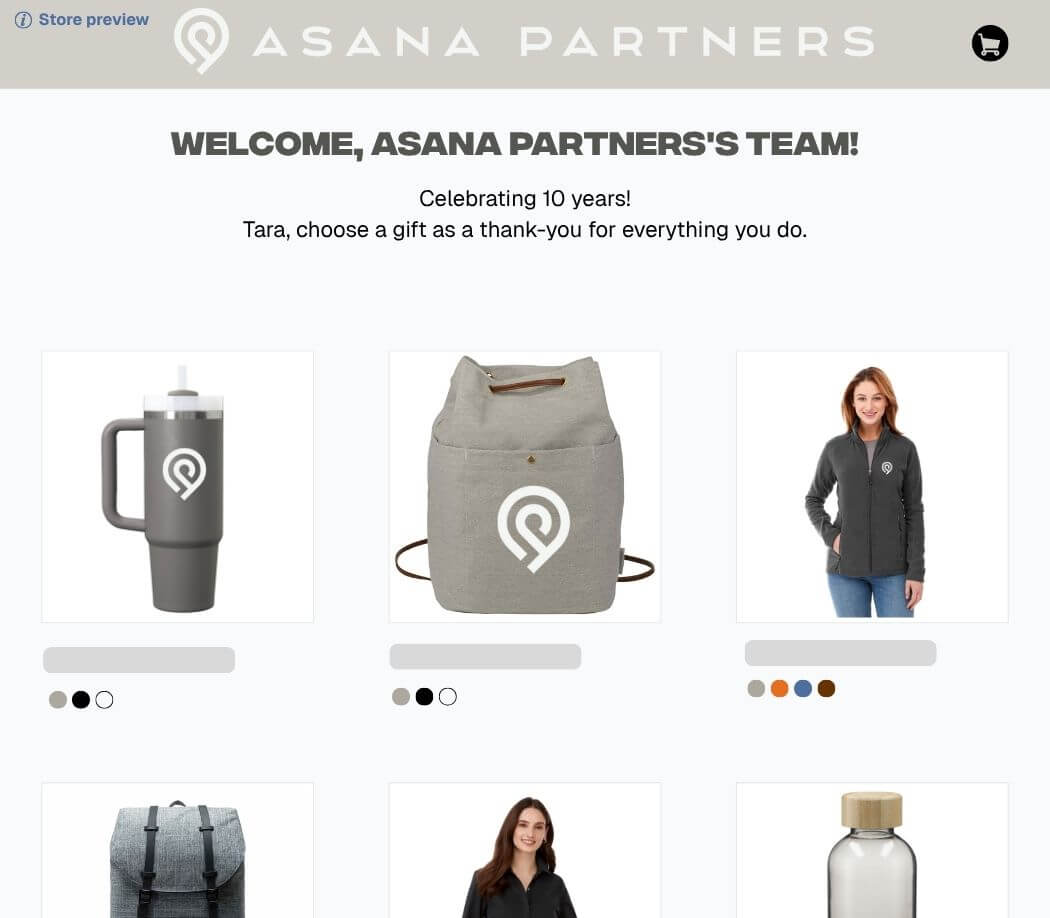 Store preview
ASANA PARTNERS
WELCOME, ASANA PARTNERS'S TEAM!
Celebrating 10 years!
Tara, choose a gift as a thank-you for everything you do.